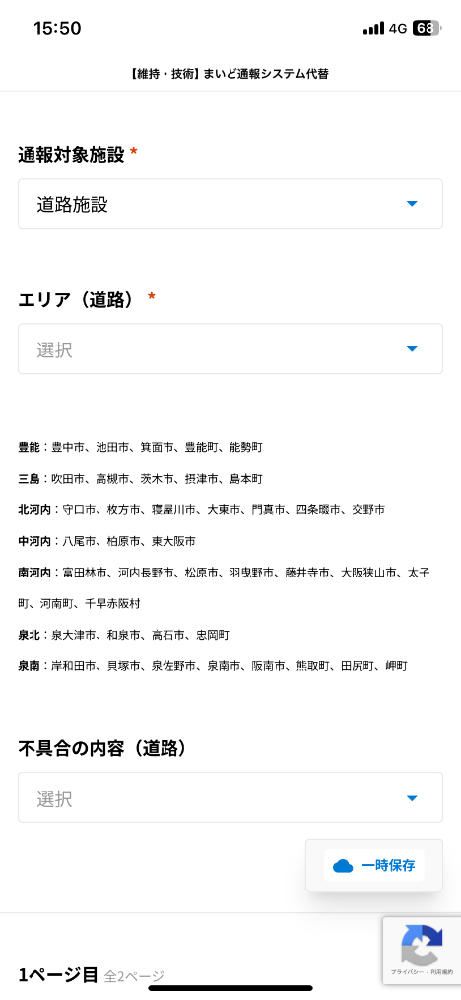 15:50
4G 68
【維持・技術】まいど通報システム代替
通報対象施設 *
道路施設
エリア（道路） *
選択
豊能：豊中市、池田市、箕面市、豊能町、能勢町
三島：吹田市、高槻市、茨木市、摂津市、島本町
北河内：守口市、枚方市、寝屋川市、大東市、門真市、四条畷市、交野市
中河内：八尾市、柏原市、東大阪市
南河内：富田林市、河内長野市、松原市、羽曳野市、藤井寺市、大阪狭山市、太子
町、河南町、千早赤阪村
泉北：泉大津市、和泉市、高石市、忠岡町
泉南：岸和田市、貝塚市、泉佐野市、泉南市、阪南市、熊取町、田尻町、岬町
不具合の内容（道路）
選択
一時保存
プライバシー - 利用規約
1ページ目 全2ページ